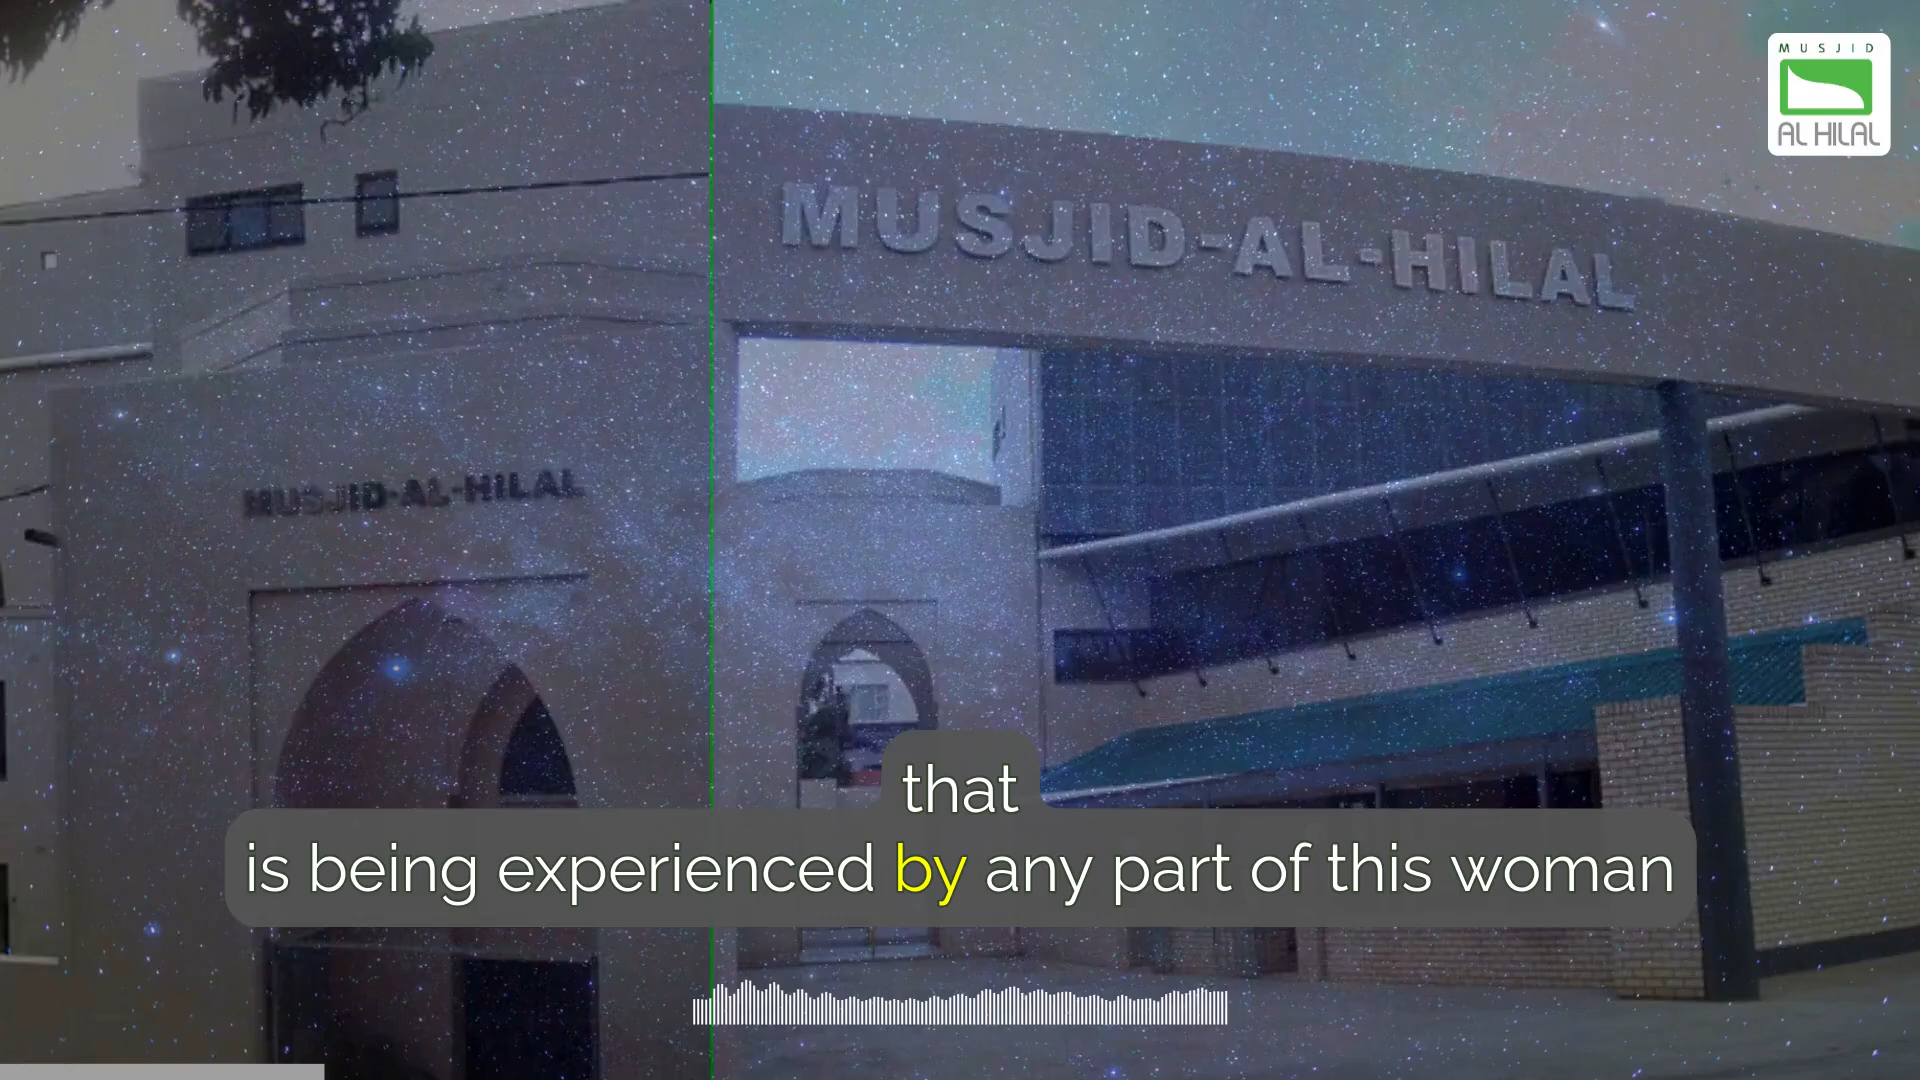 MUSJID
AL HILAL
MUSJID-AL-HILAL
MUSJID-AL-HILAL
that
is being experienced by any part of this woman